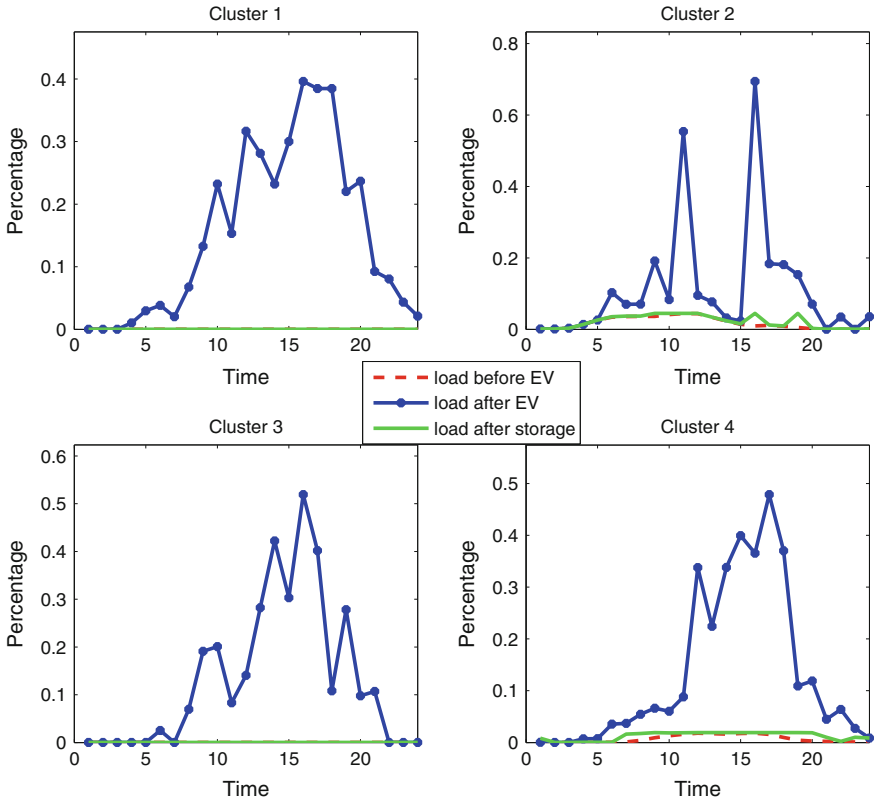 Cluster 1
Percentage
0.4
0.3
0.2
0.1
0
0 5 10 15 20
Time
Cluster 2
Percentage
0.8
0.6
0.4
0.2
0
0 5 10 15 20
Time
load before EV
load after EV
load after storage
Cluster 3
Percentage
0.6
0.5
0.4
0.3
0.2
0.1
0
0 5 10 15 20
Time
Cluster 4
Percentage
0.5
0.4
0.3
0.2
0.1
0
0 5 10 15 20
Time